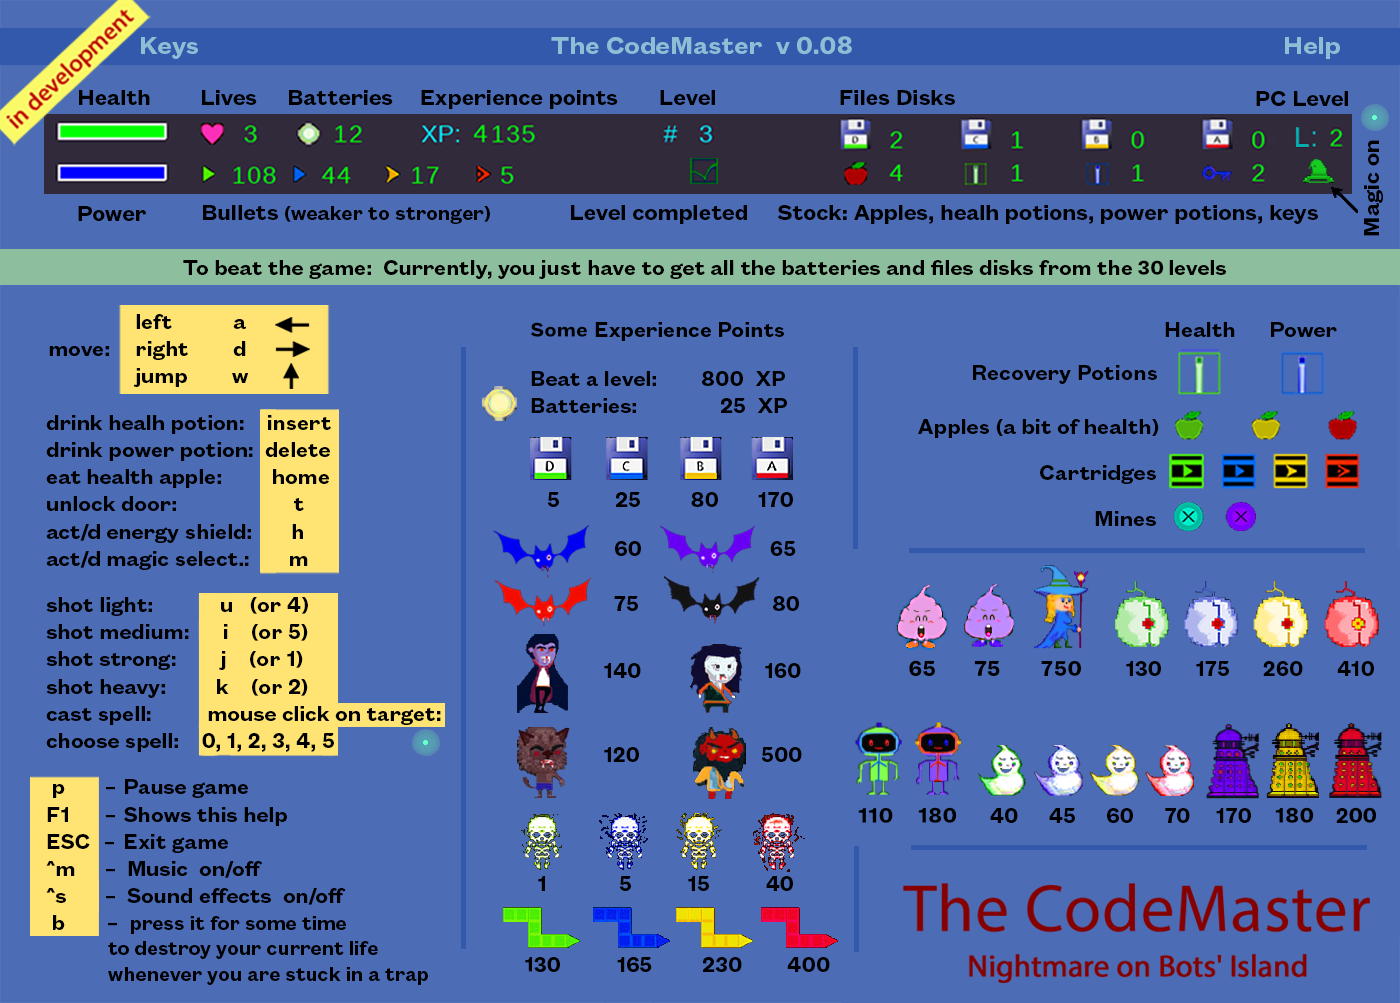 in development
Keys
The CodeMaster v 0.08
Help
Health Lives Batteries Experience points Level Files Disks PC Level
3 12 XP: 4135 # 3 D 2 C 1 B 0 A 0 L: 2
108 44 17 5 4 1 1 2
Magic on
Power Bullets (weaker to stronger) Level completed Stock: Apples, healh potions, power potions, keys
To beat the game: Currently, you just have to get all the batteries and files disks from the 30 levels
move:
left a
right d
jump w
drink healh potion: insert
drink power potion: delete
eat health apple: home
unlock door: t
act/d energy shield: h
act/d magic select.: m
shot light: u (or 4)
shot medium: i (or 5)
shot strong: j (or 1)
shot heavy: k (or 2)
cast spell: mouse click on target:
choose spell: 0, 1, 2, 3, 4, 5
p – Pause game
F1 – Shows this help
ESC – Exit game
^m – Music on/off
^s – Sound effects on/off
b – press it for some time
to destroy your current life
whenever you are stuck in a trap
Some Experience Points
Beat a level: 800 XP
Batteries: 25 XP
D C B A
5 25 80 170
60 65
75 80
140 160
120 500
1 5 15 40
130 165 230 400
Health Power
Recovery Potions
Apples (a bit of health)
Cartridges
Mines
65 75 750 130 175 260 410
110 180 40 45 60 70 170 180 200
The CodeMaster
Nightmare on Bots' Island